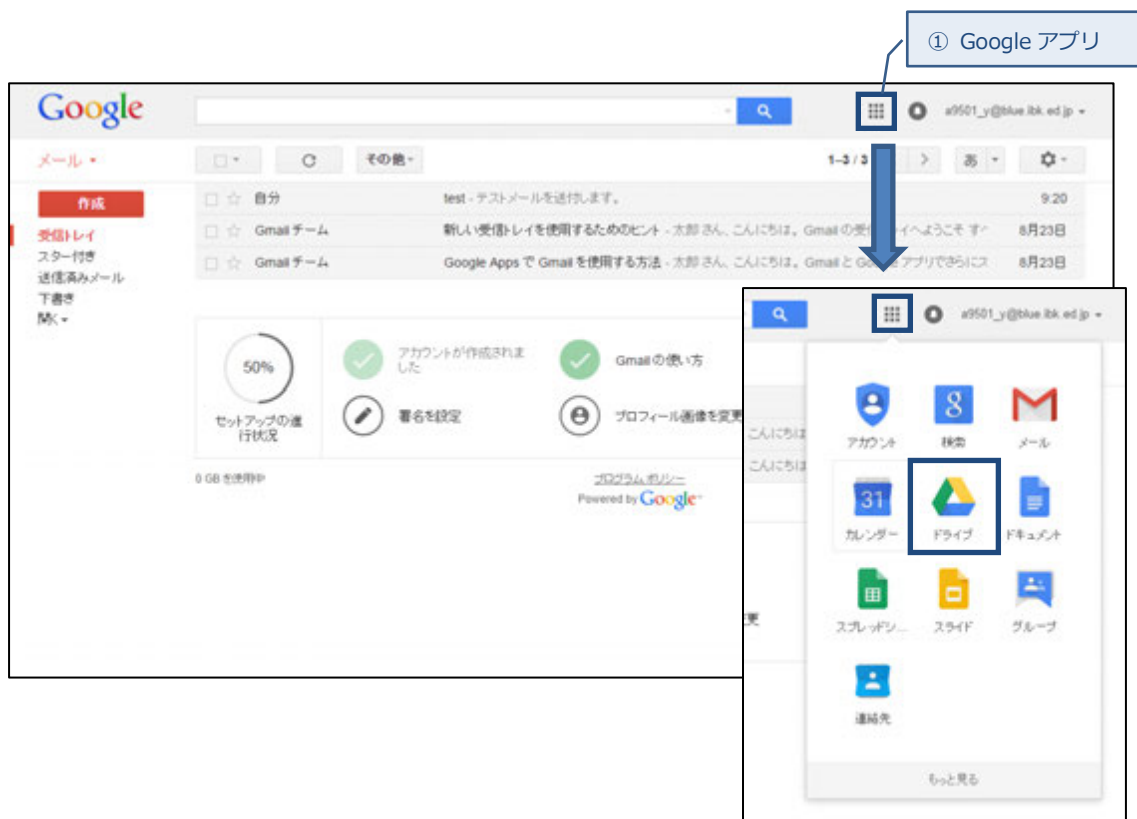 ① Google アプリ
Google
a9501_y@blue.ibk.ed.jp
メール
その他
1–3 / 3
あ
作成
自分 test - テストメールを送付します。 9:20
受信トレイ
Gmail チーム 新しい受信トレイを使用するためのヒント - 太郎 さん、こんにちは。Gmail の受信トレイへようこそ す
8月23日
スター付き
Gmail チーム Google Apps で Gmail を使用する方法 - 太郎 さん、こんにちは。Gmail と Google アプリでさらにス
8月23日
送信済みメール
下書き
開く
50%
セットアップの進
行状況
アカウントが作成されま
した
Gmail の使い方
署名を設定
プロフィール画像を変更
0 GB を使用中
プログラム ポリシー
Powered by Google
a9501_y@blue.ibk.ed.jp
こんにちは
こんにちは
更
アカウント 検索 メール
31
カレンダー ドライブ ドキュメント
スプレッドシ... スライド グループ
連絡先
もっと見る